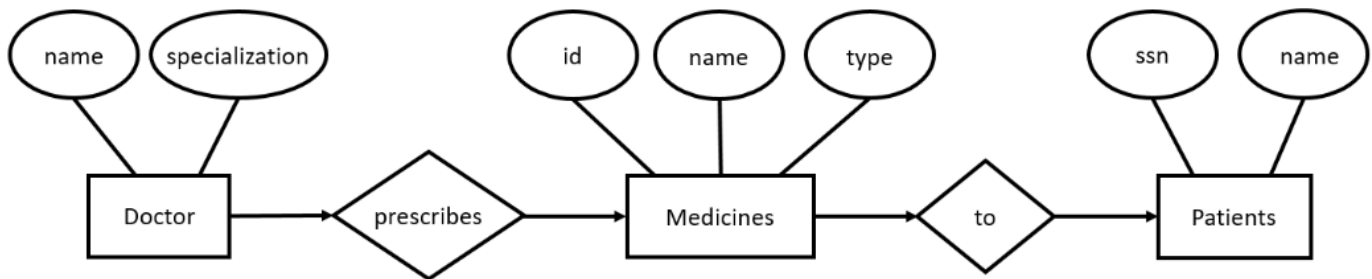 name
specialization
id
name
type
ssn
name
Doctor
prescribes
Medicines
to
Patients